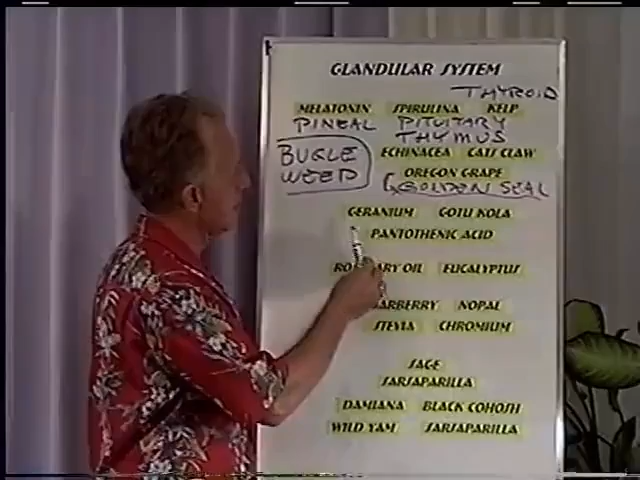 GLANDULAR SYSTEM
THYROID
MELATONIN SPIRULINA KELP
PINEAL PITUITARY
THYMUS
BUGLE WEED
ECHINACEA CATS CLAW
OREGON GRAPE
GOLDEN SEAL
GERANIUM GOTU KOLA
PANTOTHENIC ACID
OIL EUCALYPTUS
NOPAL
STEVIA CHROMIUM
SAGE
SARSAPARILLA
DAMIANA BLACK COHOSH
WILD YAM SARSAPARILLA